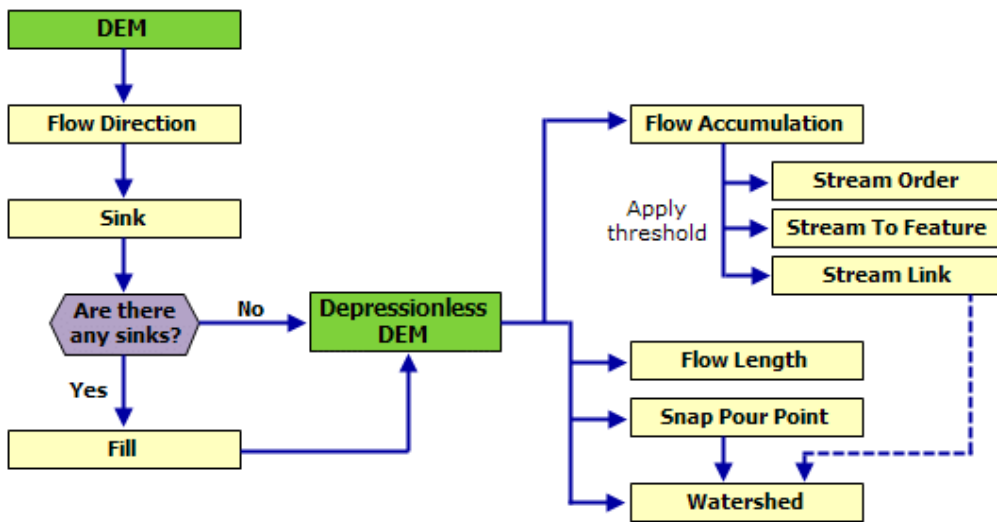 DEM
Flow Direction
Sink
Are there
any sinks?
No
Yes
Fill
Depressionless
DEM
Flow Accumulation
Apply
threshold
Stream Order
Stream To Feature
Stream Link
Flow Length
Snap Pour Point
Watershed